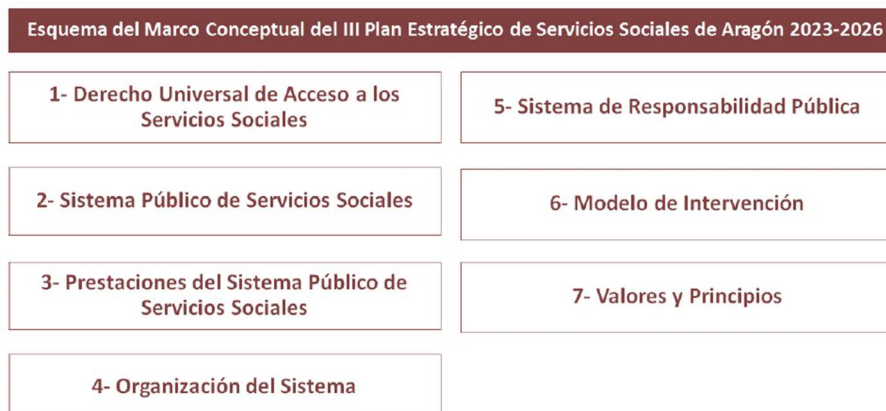 Esquema del Marco Conceptual del III Plan Estratégico de Servicios Sociales de Aragón 2023-2026
1- Derecho Universal de Acceso a los
Servicios Sociales
2- Sistema Público de Servicios Sociales
3- Prestaciones del Sistema Público de
Servicios Sociales
4- Organización del Sistema
5- Sistema de Responsabilidad Pública
6- Modelo de Intervención
7- Valores y Principios